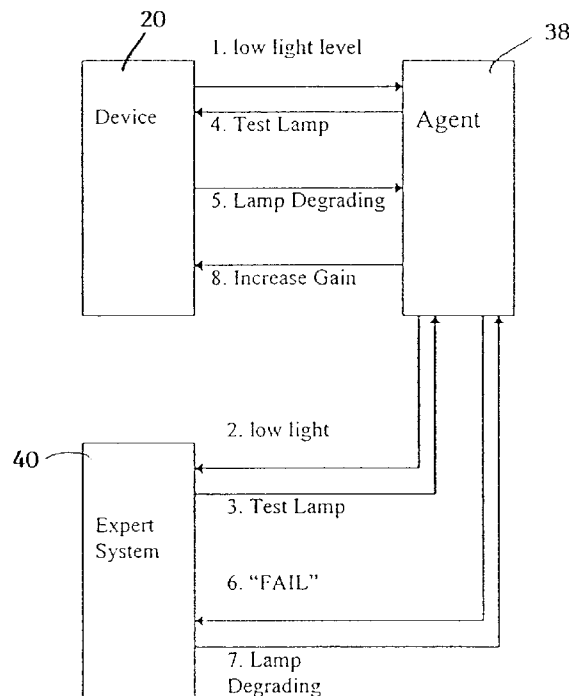 20
38
1. low light level
Device
Agent
4. Test Lamp
5. Lamp Degrading
8. Increase Gain
2. low light
40
3. Test Lamp
Expert
System
6. “FAIL”
7. Lamp
Degrading